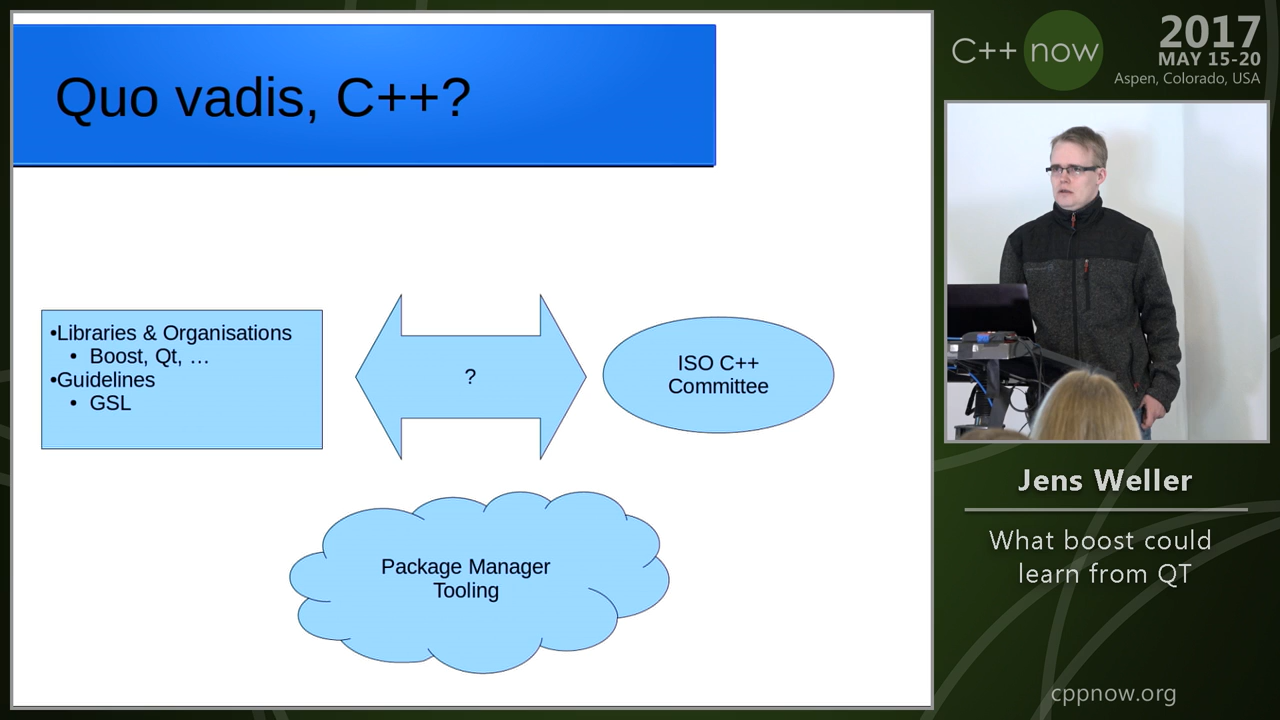 Quo vadis, C++?
•Libraries & Organisations
• Boost, Qt, …
•Guidelines
• GSL
?
ISO C++
Committee
Package Manager
Tooling
C++ now
2017
MAY 15-20
Aspen, Colorado, USA
Jens Weller
What boost could
learn from QT
cppnow.org